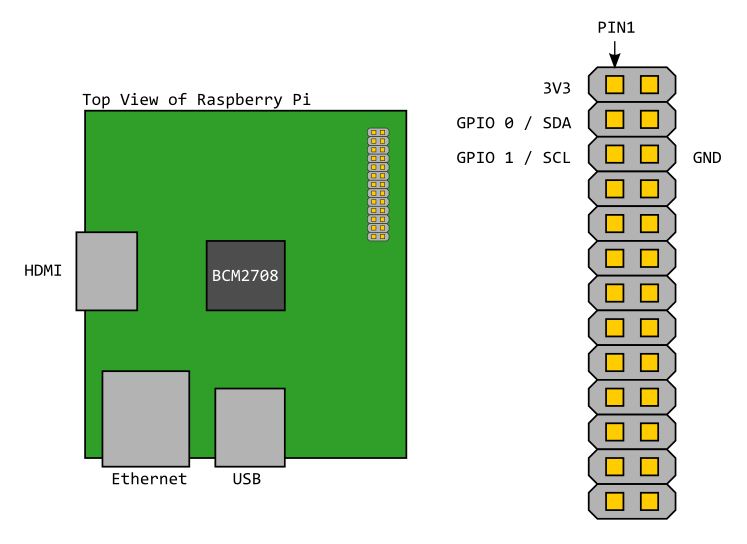 PIN1
Top View of Raspberry Pi
3V3
GPIO 0 / SDA
GPIO 1 / SCL
GND
HDMI
BCM2708
Ethernet
USB